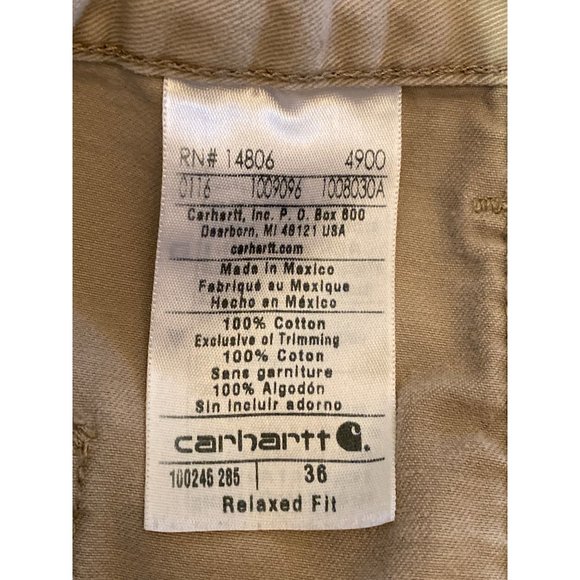 RN# 14806 4900
0116 1009096 1008030A
Carhartt, Inc. P. O. Box 600
Dearborn, MI 48121 USA
carhartt.com
Made in Mexico
Fabriqué au Mexique
Hecho en México
100% Cotton
Exclusive of Trimming
100% Coton
Sans garniture
100% Algodón
Sin incluir adorno
carhartt
100246 285 | 36
Relaxed Fit